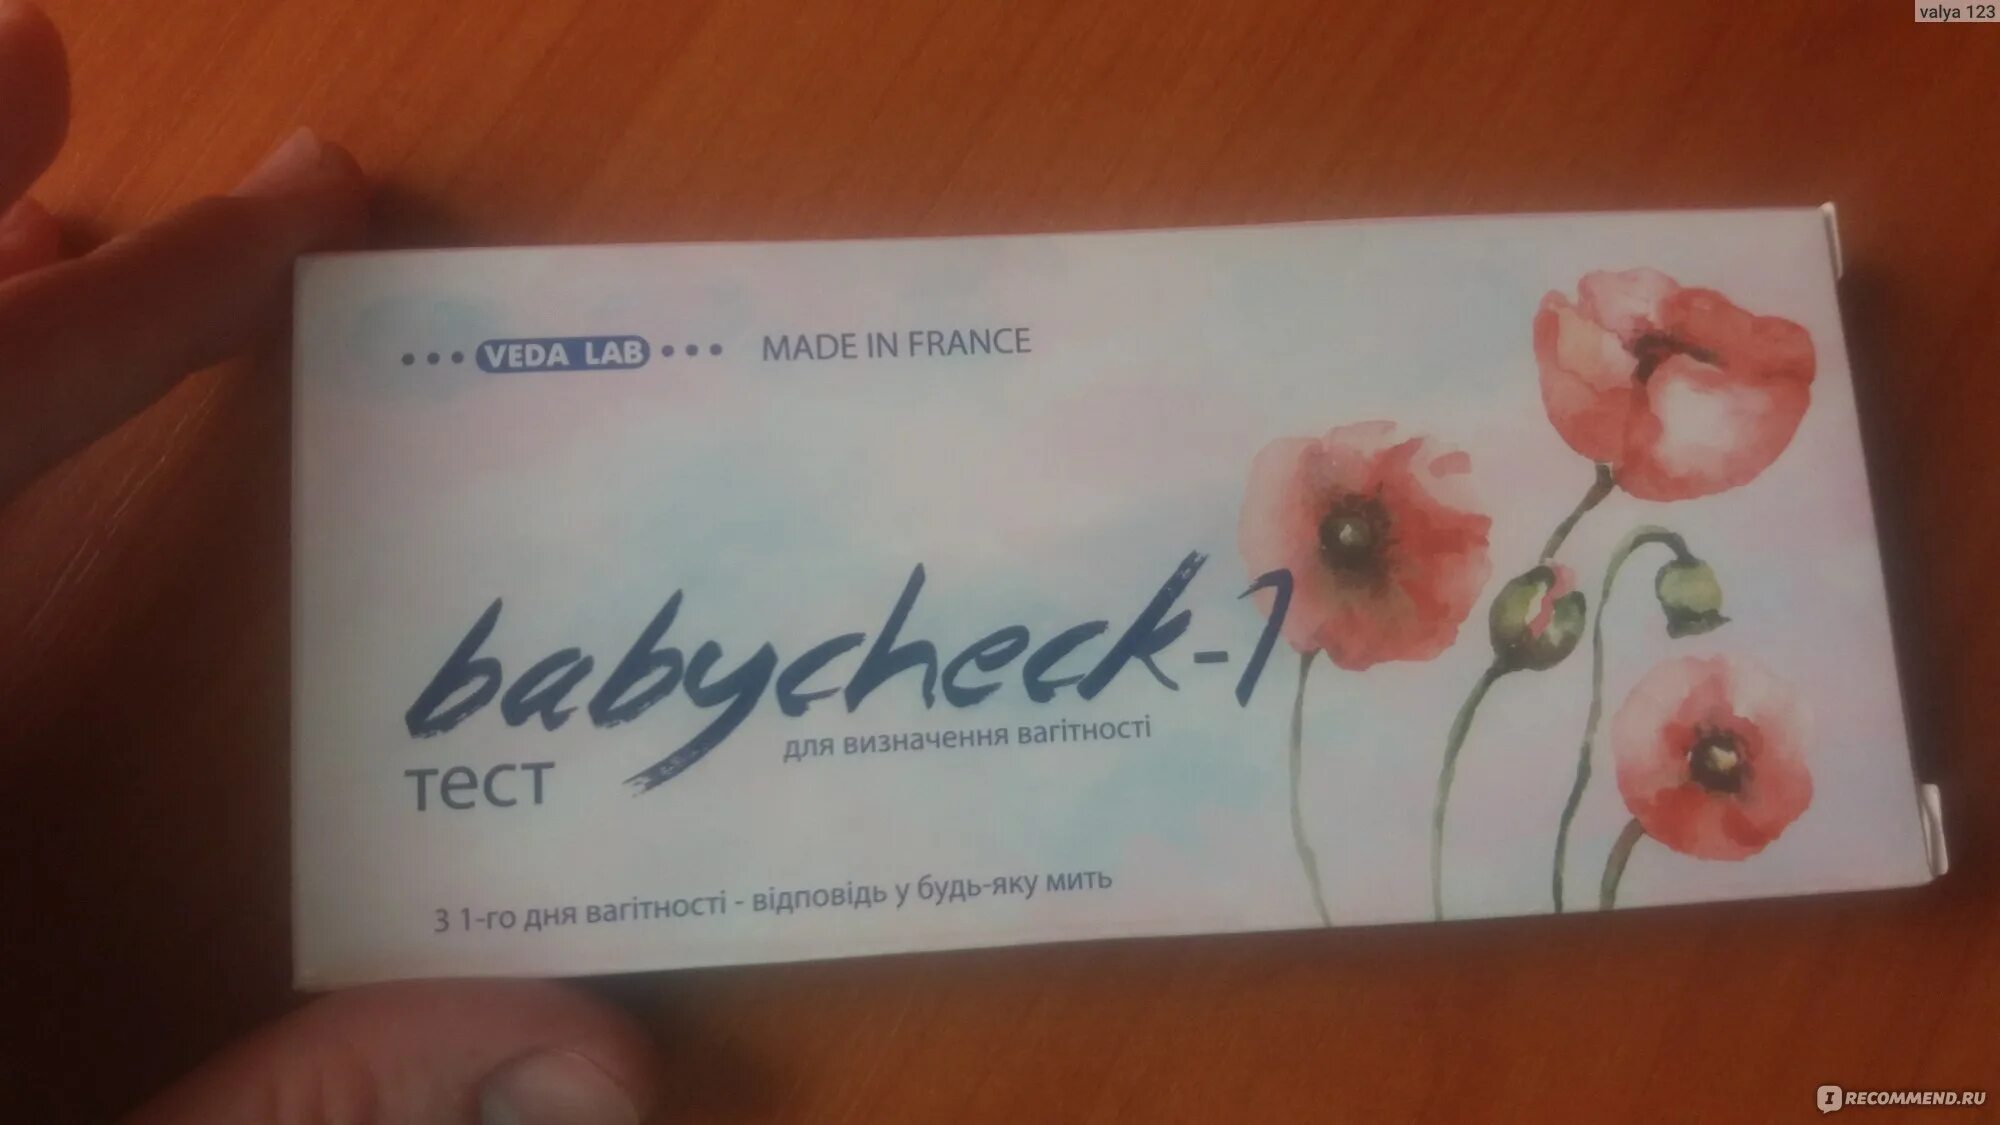 valya 123
VEDA LAB MADE IN FRANCE
babycheck-1
для визначення вагітності
тест
З 1-го дня вагітності - відповідь у будь-яку мить
IRECOMMEND.RU